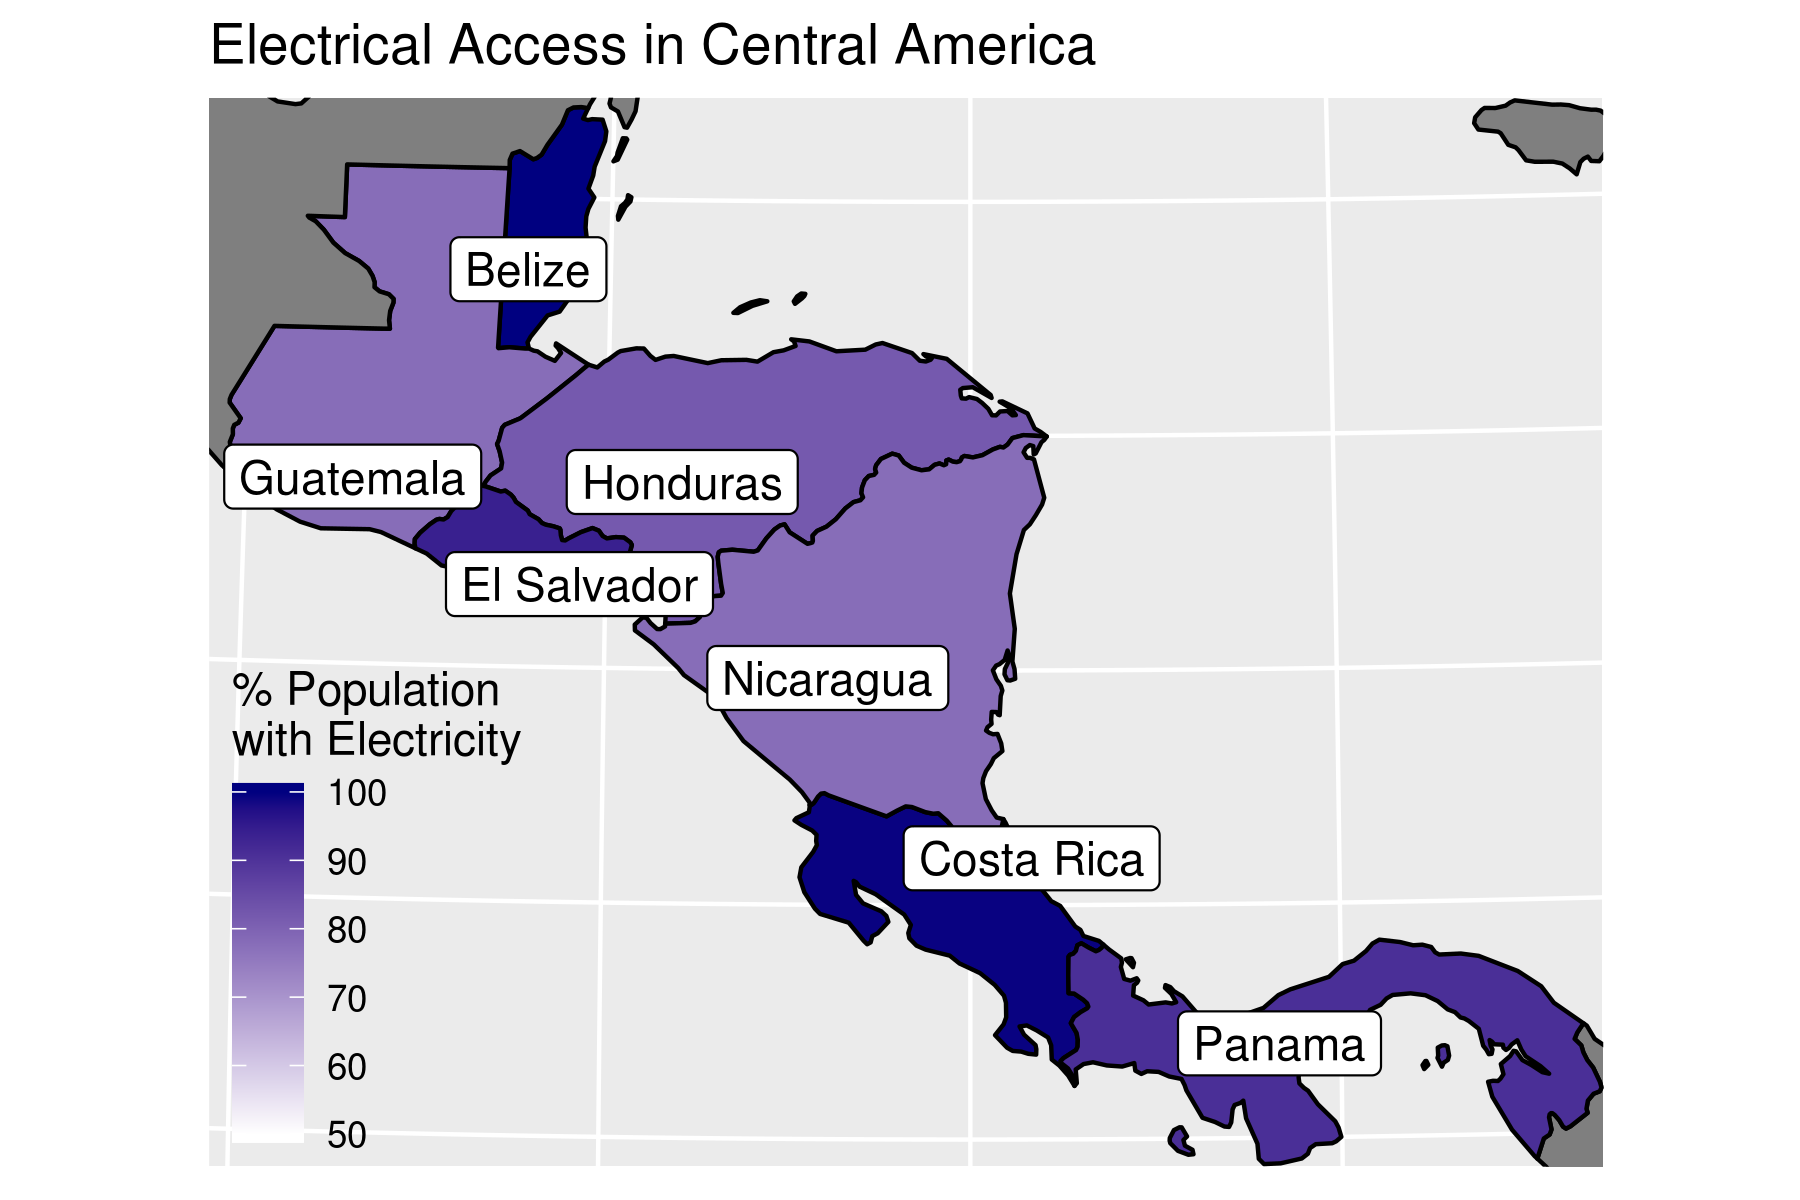 Electrical Access in Central America
Belize
Guatemala
Honduras
El Salvador
Nicaragua
% Population
with Electricity
100
90
80
70
60
50
Costa Rica
Panama